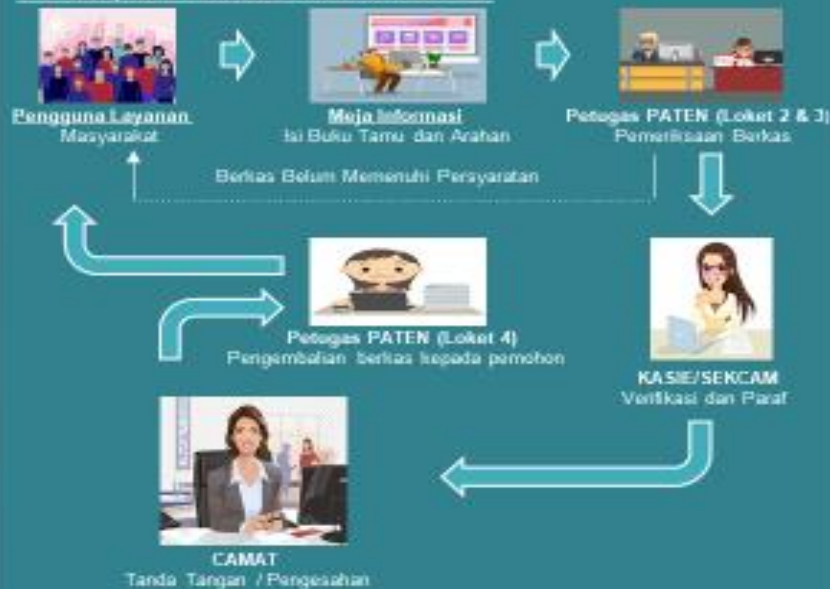 Pengguna Layanan
Masyarakat
Meja Informasi
Isi Buku Tamu dan Arahan
Petugas PATEN (Loket 2 & 3)
Pemeriksaan Berkas
Berkas Belum Memenuhi Persyaratan
Petugas PATEN (Loket 4)
Pengembalian berkas kepada pemohon
KASIE/SEKCAM
Verifikasi dan Paraf
CAMAT
Tanda Tangan / Pengesahan